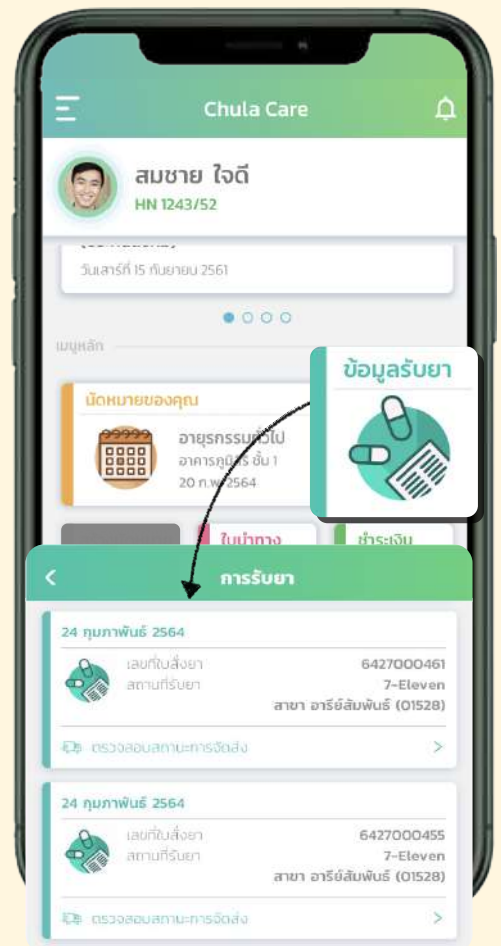 Chula Care
สมชาย ใจดี
HN 1243/52
วันเสาร์ที่ 15 กันยายน 2561
เมนูหลัก
ข้อมูลรับยา
นัดหมายของคุณ
อายุรกรรมทั่วไป
อาคารภูมิสิริ ชั้น 1
20 ก.พ. 2564
ใบนำทาง
ชำระเงิน
การรับยา
24 กุมภาพันธ์ 2564
เลขที่ใบสั่งยา 6427000461
สถานที่รับยา 7-Eleven
สาขา อารีย์สัมพันธ์ (01528)
ตรวจสอบสถานะการจัดส่ง
24 กุมภาพันธ์ 2564
เลขที่ใบสั่งยา 6427000455
สถานที่รับยา 7-Eleven
สาขา อารีย์สัมพันธ์ (01528)
ตรวจสอบสถานะการจัดส่ง